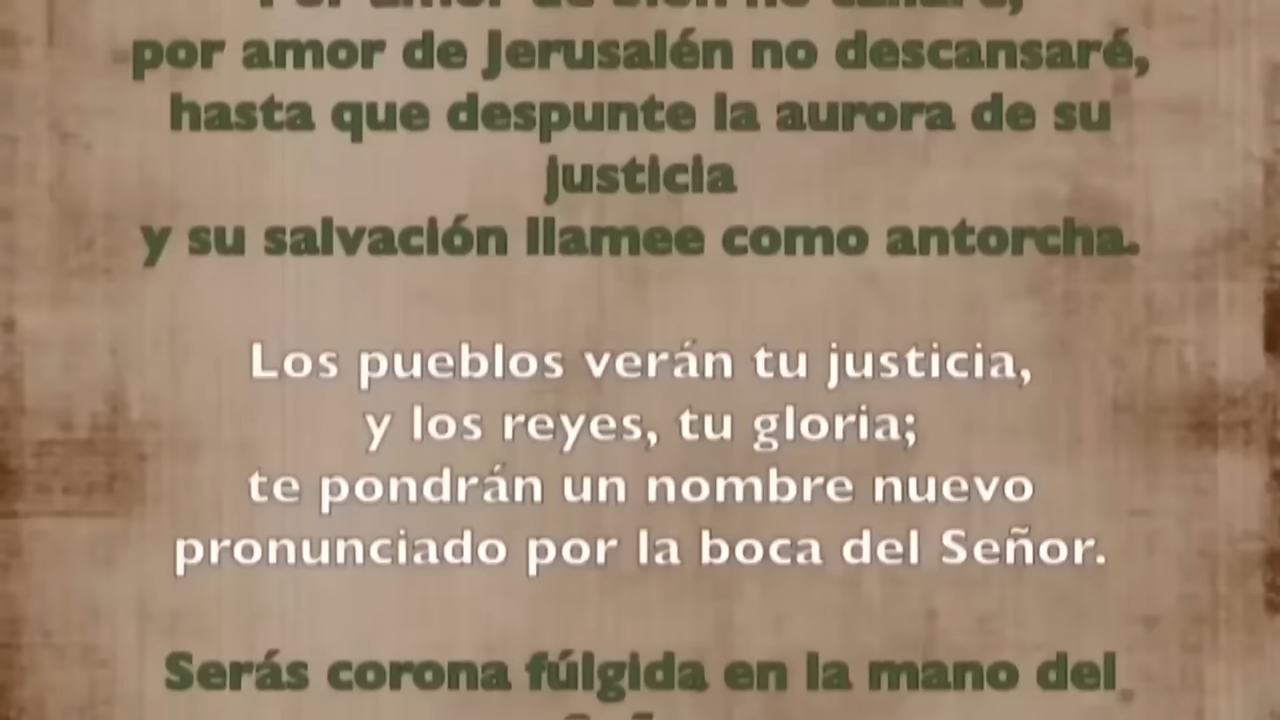 por amor de Jerusalén no descansaré,
hasta que despunte la aurora de su
justicia
y su salvación llamee como antorcha.
Los pueblos verán tu justicia,
y los reyes, tu gloria;
te pondrán un nombre nuevo
pronunciado por la boca del Señor.
Serás corona fúlgida en la mano del